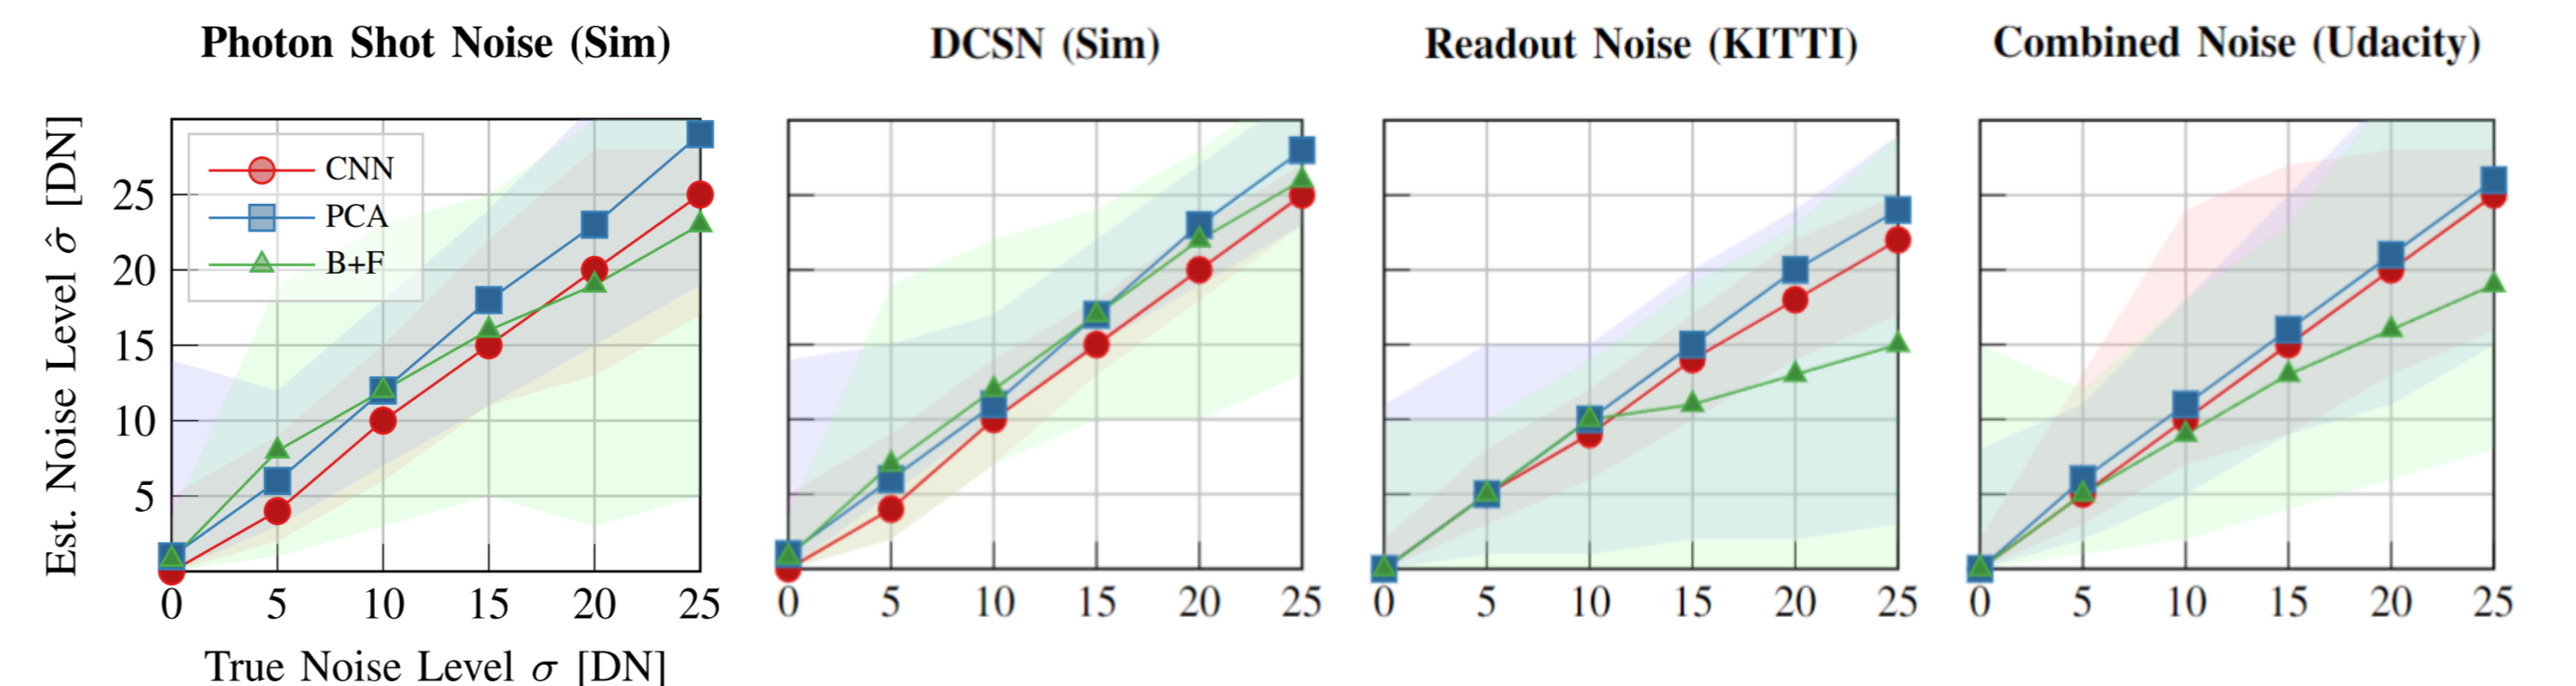 Photon Shot Noise (Sim)
DCSN (Sim)
Readout Noise (KITTI)
Combined Noise (Udacity)
Est. Noise Level σ̂ [DN]
CNN
PCA
B+F
25
20
15
10
5
0 5 10 15 20 25
0 5 10 15 20 25
0 5 10 15 20 25
0 5 10 15 20 25
True Noise Level σ [DN]